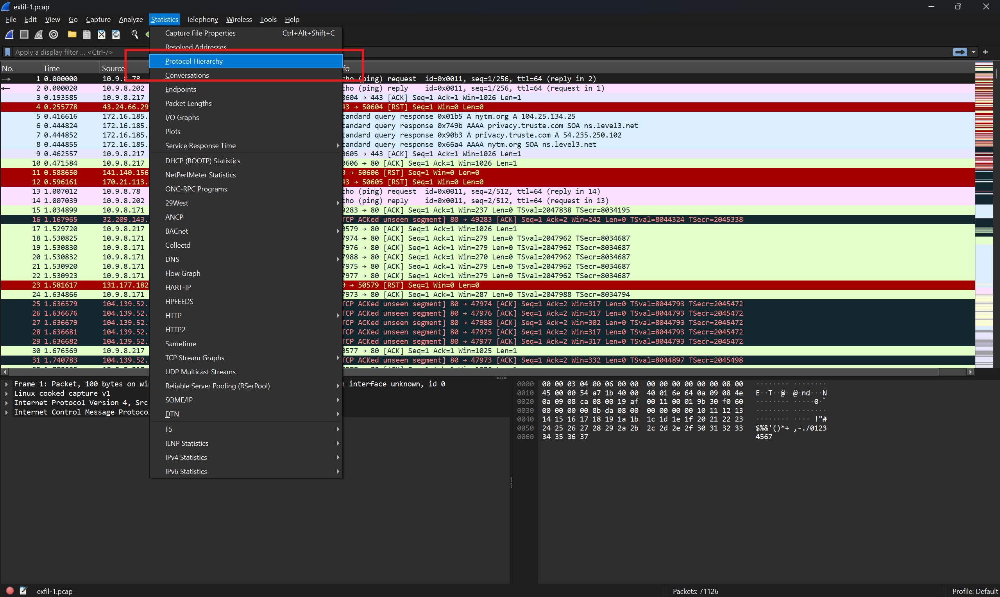 exfil-1.pcap
File Edit View Go Capture Analyze Statistics Telephony Wireless Tools Help
Apply a display filter ... <Ctrl-/>
Capture File Properties Ctrl+Alt+Shift+C
Resolved Addresses
Protocol Hierarchy
Conversations
Endpoints
Packet Lengths
I/O Graphs
Plots
Service Response Time
DHCP (BOOTP) Statistics
NetPerfMeter Statistics
ONC-RPC Programs
29West
ANCP
BACnet
Collectd
DNS
Flow Graph
HART-IP
HPFEEDS
HTTP
HTTP2
Sametime
TCP Stream Graphs
UDP Multicast Streams
Reliable Server Pooling (RSerPool)
SOME/IP
DTN
F5
ILNP Statistics
IPv4 Statistics
IPv6 Statistics
No. Time Source fo
1 0.000000 10.9.8.78 ho (ping) request id=0x0011, seq=1/256, ttl=64 (reply in 2)
2 0.000020 10.9.8.202 ho (ping) reply id=0x0011, seq=1/256, ttl=64 (request in 1)
3 0.193585 10.9.8.217 0604 → 443 [ACK] Seq=1 Ack=1 Win=1026 Len=1
4 0.255778 43.24.66.29 43 → 50604 [RST] Seq=1 Win=0 Len=0
5 0.416616 172.16.185. andard query response 0x01b5 A nytm.org A 104.25.134.25
6 0.444824 172.16.185. andard query response 0x749b AAAA privacy.truste.com SOA ns.level3.net
7 0.444852 172.16.185. andard query response 0x90b3 A privacy.truste.com A 54.235.250.102
8 0.444855 172.16.185. andard query response 0x66a4 AAAA nytm.org SOA ns.level3.net
9 0.462557 10.9.8.217 0605 → 443 [ACK] Seq=1 Ack=1 Win=1026 Len=1
10 0.471584 10.9.8.217 0606 → 80 [ACK] Seq=1 Ack=1 Win=1026 Len=1
11 0.588650 141.140.156 0 → 50606 [RST] Seq=1 Win=0 Len=0
12 0.596161 170.21.113. 43 → 50605 [RST] Seq=1 Win=0 Len=0
13 1.007012 10.9.8.78 ho (ping) request id=0x0011, seq=2/512, ttl=64 (reply in 14)
14 1.007039 10.9.8.202 ho (ping) reply id=0x0011, seq=2/512, ttl=64 (request in 13)
15 1.034899 10.9.8.171 9283 → 80 [ACK] Seq=1 Ack=1 Win=237 Len=0 TSval=2047838 TSecr=8034195
16 1.167965 32.209.143. TCP ACKed unseen segment] 80 → 49283 [ACK] Seq=1 Ack=2 Win=242 Len=0 TSval=8044324 TSecr=2045338
17 1.529720 10.9.8.217 0579 → 80 [ACK] Seq=1 Ack=1 Win=1026 Len=1
18 1.530825 10.9.8.171 7974 → 80 [ACK] Seq=1 Ack=1 Win=279 Len=0 TSval=2047962 TSecr=8034687
19 1.530830 10.9.8.171 7976 → 80 [ACK] Seq=1 Ack=1 Win=279 Len=0 TSval=2047962 TSecr=8034687
20 1.530832 10.9.8.171 7988 → 80 [ACK] Seq=1 Ack=1 Win=270 Len=0 TSval=2047962 TSecr=8034687
21 1.530920 10.9.8.171 7975 → 80 [ACK] Seq=1 Ack=1 Win=279 Len=0 TSval=2047962 TSecr=8034687
22 1.530923 10.9.8.171 7977 → 80 [ACK] Seq=1 Ack=1 Win=279 Len=0 TSval=2047962 TSecr=8034687
23 1.581617 131.177.182 0 → 50579 [RST] Seq=1 Win=0 Len=0
24 1.634866 10.9.8.171 7973 → 80 [ACK] Seq=1 Ack=1 Win=287 Len=0 TSval=2047988 TSecr=8034794
25 1.636579 104.139.52. TCP ACKed unseen segment] 80 → 47974 [ACK] Seq=1 Ack=2 Win=317 Len=0 TSval=8044793 TSecr=2045472
26 1.636676 104.139.52. TCP ACKed unseen segment] 80 → 47976 [ACK] Seq=1 Ack=2 Win=317 Len=0 TSval=8044793 TSecr=2045472
27 1.636679 104.139.52. TCP ACKed unseen segment] 80 → 47988 [ACK] Seq=1 Ack=2 Win=302 Len=0 TSval=8044793 TSecr=2045472
28 1.636681 104.139.52. TCP ACKed unseen segment] 80 → 47975 [ACK] Seq=1 Ack=2 Win=317 Len=0 TSval=8044793 TSecr=2045472
29 1.636682 104.139.52. TCP ACKed unseen segment] 80 → 47977 [ACK] Seq=1 Ack=2 Win=317 Len=0 TSval=8044793 TSecr=2045472
30 1.676569 10.9.8.217 0577 → 80 [ACK] Seq=1 Ack=1 Win=1025 Len=1
31 1.740783 104.139.52. TCP ACKed unseen segment] 80 → 47973 [ACK] Seq=1 Ack=2 Win=332 Len=0 TSval=8044897 TSecr=2045498
Frame 1: Packet, 100 bytes on wi interface unknown, id 0
Linux cooked capture v1
Internet Protocol Version 4, Src
Internet Control Message Protoco
0000 00 00 03 04 00 06 00 00 00 00 00 00 00 00 08 00 ········ ········
0010 45 00 00 54 a7 1b 40 00 40 01 6e 64 0a 09 08 4e E··T··@· @·nd···N
0020 0a 09 08 ca 08 00 19 af 00 11 00 01 9b 30 f0 60 ········ ·····0·`
0030 00 00 00 00 8b da 08 00 00 00 00 00 10 11 12 13 ········ ········
0040 14 15 16 17 18 19 1a 1b 1c 1d 1e 1f 20 21 22 23 ········ ···· !"#
0050 24 25 26 27 28 29 2a 2b 2c 2d 2e 2f 30 31 32 33 $%&'()*+ ,-./0123
0060 34 35 36 37 4567
exfil-1.pcap Packets: 71126 Profile: Default